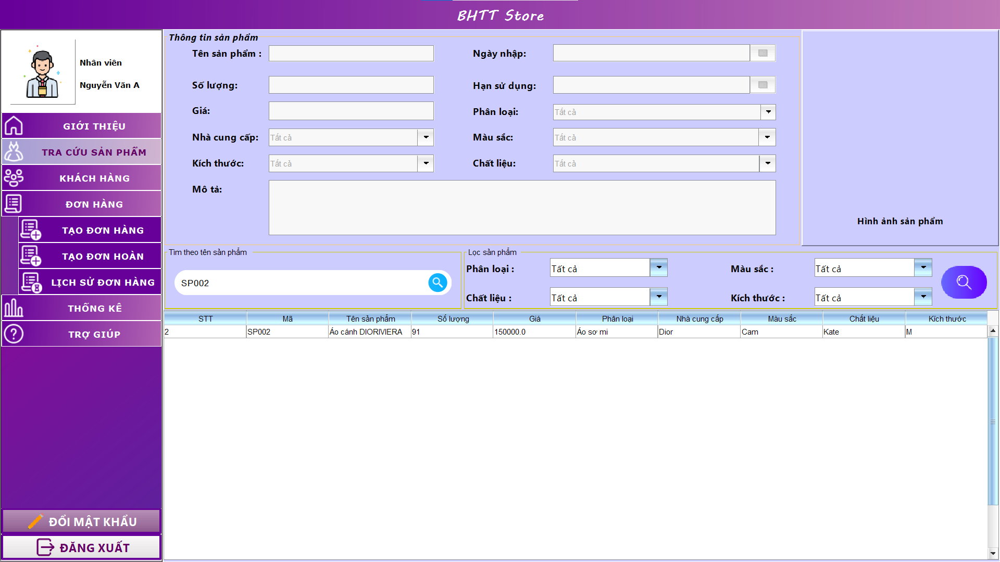 BHTT Store
Nhân viên
Nguyễn Văn A
GIỚI THIỆU
TRA CỨU SẢN PHẨM
KHÁCH HÀNG
ĐƠN HÀNG
TẠO ĐƠN HÀNG
TẠO ĐƠN HOÀN
LỊCH SỬ ĐƠN HÀNG
THỐNG KÊ
TRỢ GIÚP
ĐỔI MẬT KHẨU
ĐĂNG XUẤT
Thông tin sản phẩm
Tên sản phẩm :
Ngày nhập:
Số lượng:
Hạn sử dụng:
Giá:
Phân loại: Tất cả
Nhà cung cấp: Tất cả
Màu sắc: Tất cả
Kích thước: Tất cả
Chất liệu: Tất cả
Mô tả:
Hình ảnh sản phẩm
Tìm theo tên sản phẩm
SP002
Lọc sản phẩm
Phân loại : Tất cả
Màu sắc : Tất cả
Chất liệu : Tất cả
Kích thước : Tất cả
STT Mã Tên sản phẩm Số lượng Giá Phân loại Nhà cung cấp Màu sắc Chất liệu Kích thước
2 SP002 Áo cánh DIORIVIERA 91 150000.0 Áo sơ mi Dior Cam Kate M